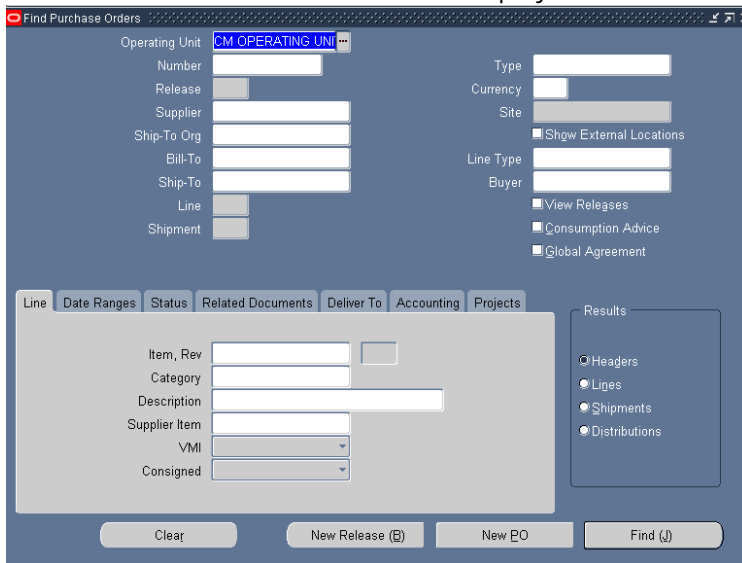 Find Purchase Orders
Operating Unit CM OPERATING UNI
Number Type
Release Currency
Supplier Site
Ship-To Org Show External Locations
Bill-To Line Type
Ship-To Buyer
Line View Releases
Shipment Consumption Advice
Global Agreement
Line Date Ranges Status Related Documents Deliver To Accounting Projects
Results
Item, Rev
Headers
Category
Lines
Description
Shipments
Supplier Item
Distributions
VMI
Consigned
Clear New Release (B) New PO Find (J)